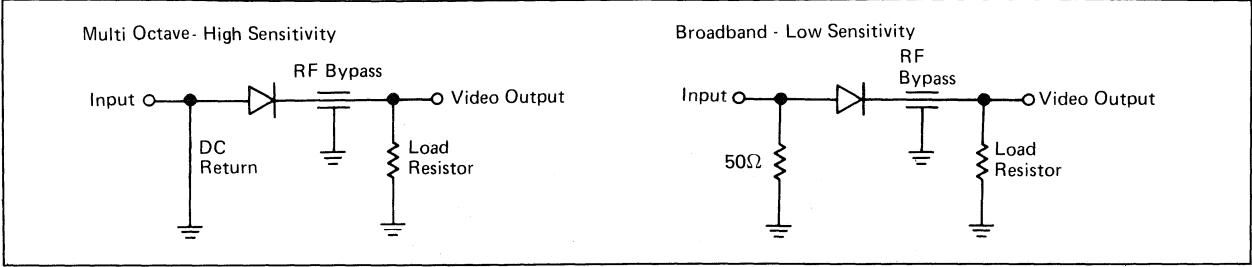 Multi Octave- High Sensitivity
RF Bypass
Input
Video Output
DC
Return
Load
Resistor
Broadband - Low Sensitivity
RF
Bypass
Input
Video Output
50Ω
Load
Resistor